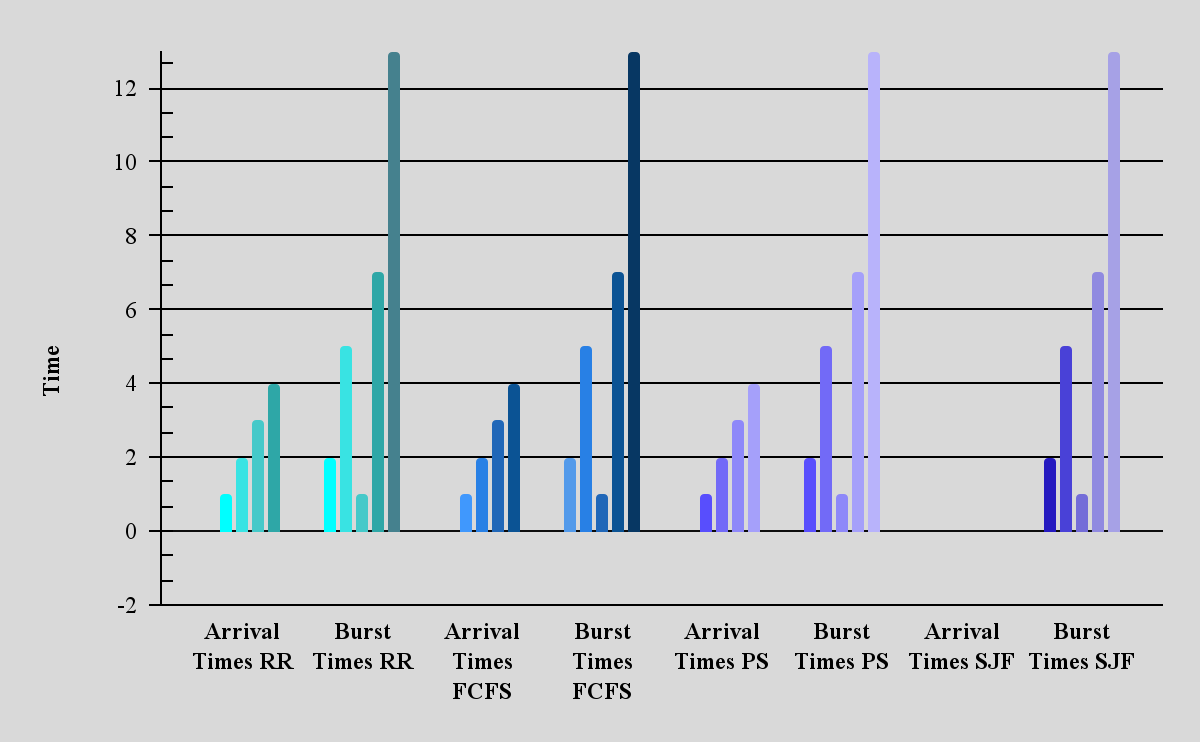 12
10
8
6
4
2
0
-2
Time
Arrival
Times RR
Burst
Times RR
Arrival
Times
FCFS
Burst
Times
FCFS
Arrival
Times PS
Burst
Times PS
Arrival
Times SJF
Burst
Times SJF